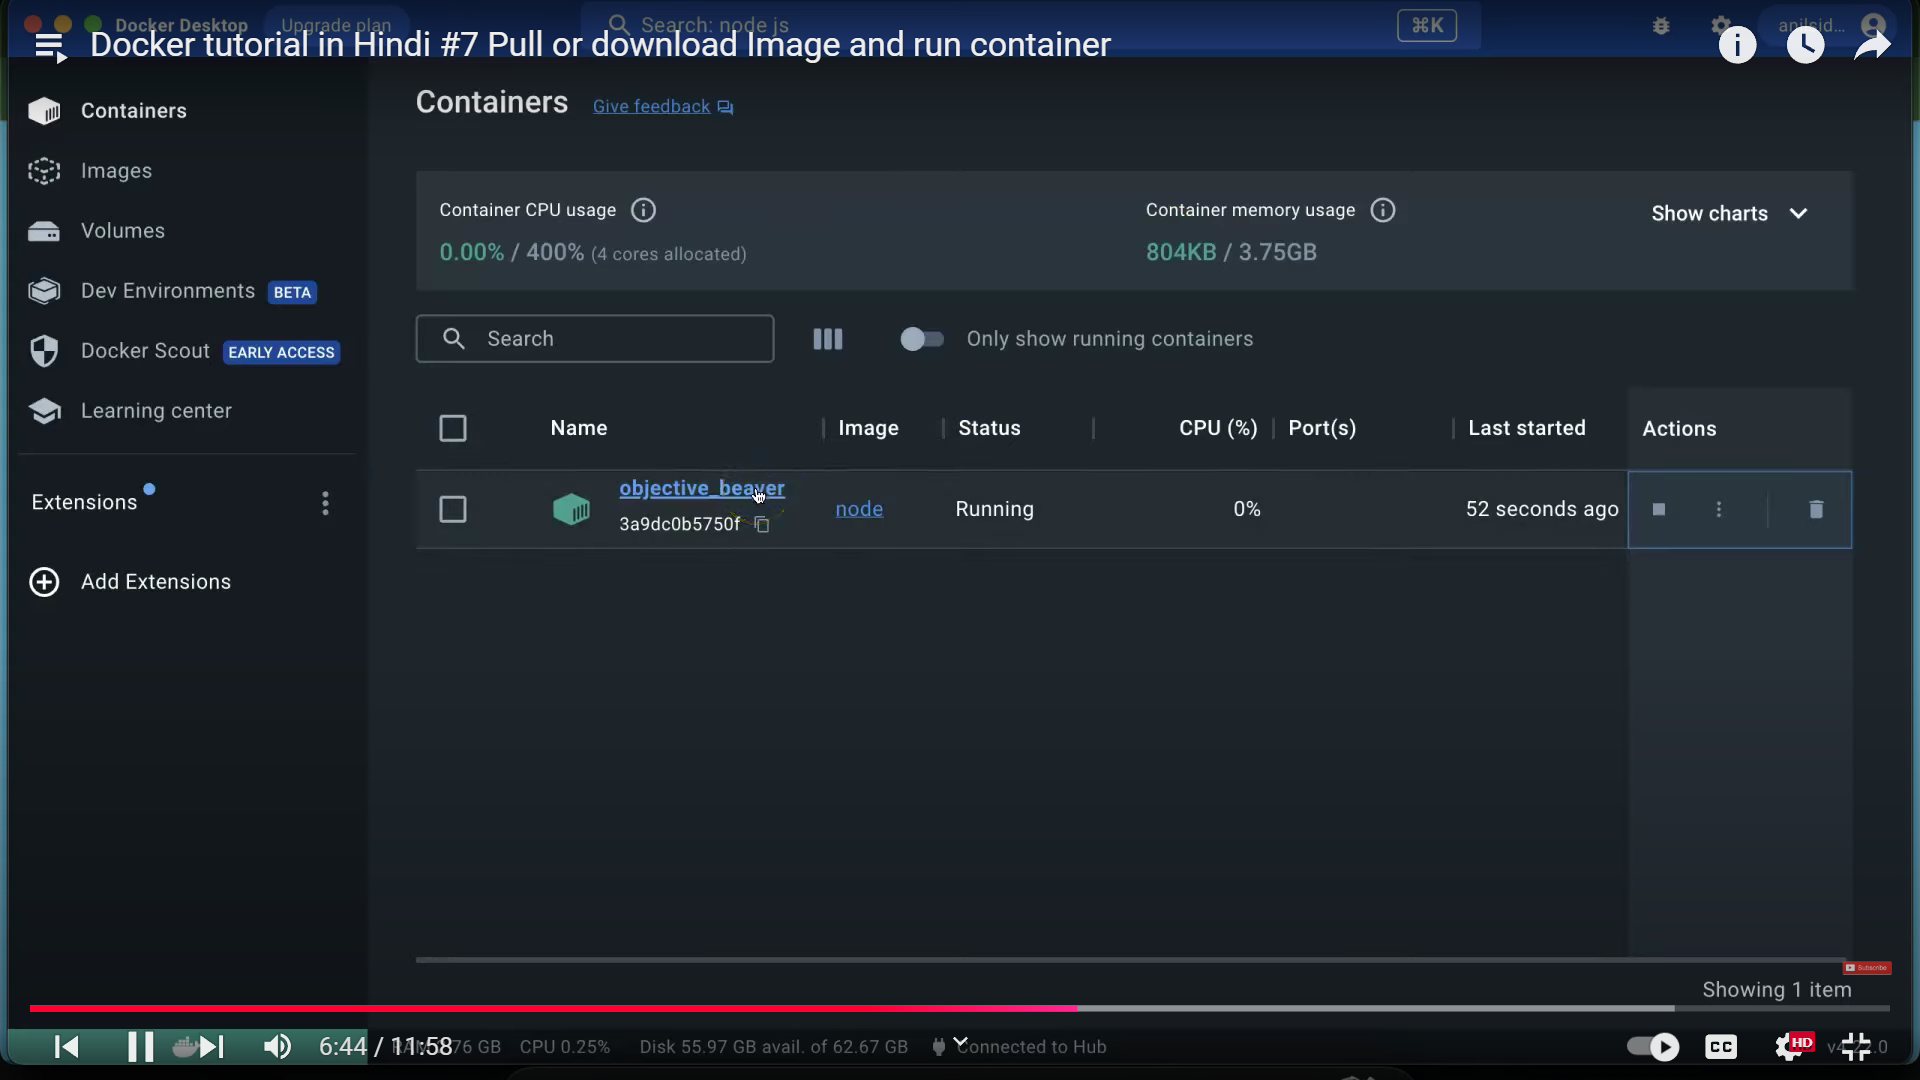 Docker Desktop
Upgrade plan
Search: node js
⌘K
anilsid...
Docker tutorial in Hindi #7 Pull or download Image and run container
Containers
Images
Volumes
Dev Environments BETA
Docker Scout EARLY ACCESS
Learning center
Extensions
Add Extensions
Containers Give feedback
Container CPU usage
0.00% / 400% (4 cores allocated)
Container memory usage
804KB / 3.75GB
Show charts
Search
Only show running containers
Name Image Status CPU (%) Port(s) Last started Actions
objective_beaver
3a9dc0b5750f
node Running 0% 52 seconds ago
Subscribe
Showing 1 item
6:44 / 11:58
76 GB CPU 0.25% Disk 55.97 GB avail. of 62.67 GB Connected to Hub
CC HD